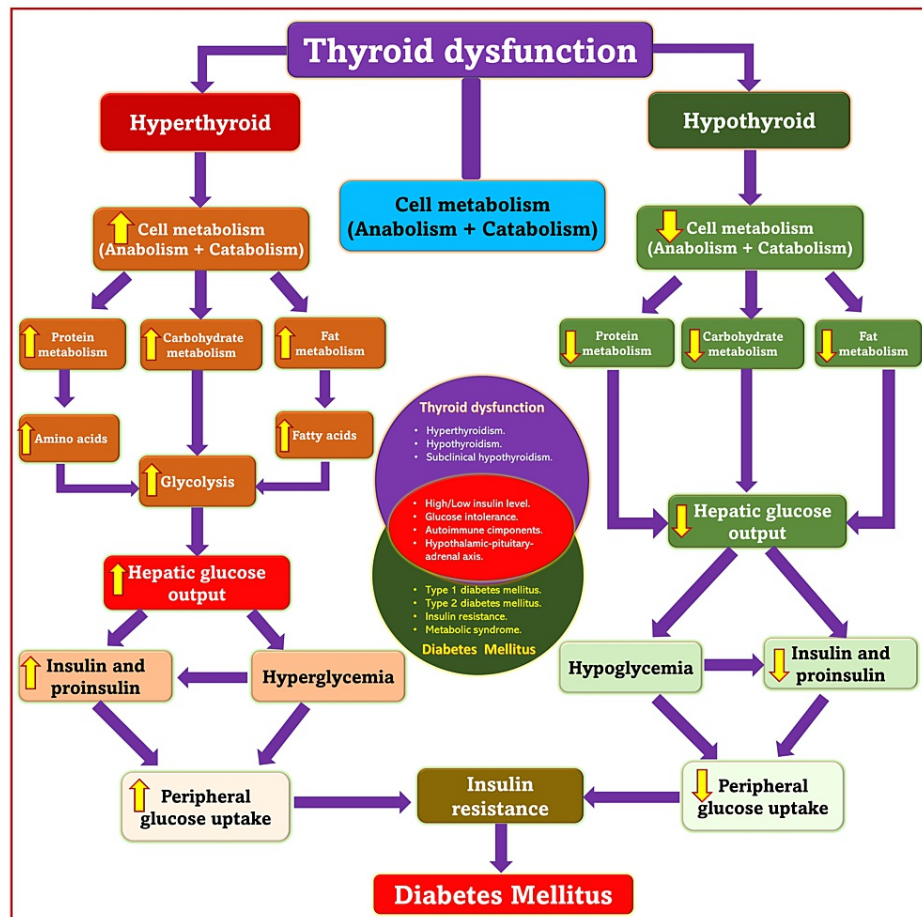 Thyroid dysfunction
Hyperthyroid
Hypothyroid
Cell metabolism
(Anabolism + Catabolism)
Cell metabolism
(Anabolism + Catabolism)
Cell metabolism
(Anabolism + Catabolism)
Protein
metabolism
Carbohydrate
metabolism
Fat
metabolism
Protein
metabolism
Carbohydrate
metabolism
Fat
metabolism
Amino acids
Fatty acids
Glycolysis
Thyroid dysfunction
• Hyperthyroidism.
• Hypothyroidism.
• Subclinical hypothyroidism.
• High/Low insulin level.
• Glucose intolerance.
• Autoimmune cimponents.
• Hypothalamic-pituitary-
adrenal axis.
• Type 1 diabetes mellitus.
• Type 2 diabetes mellitus.
• Insulin resistance.
• Metabolic syndrome.
Diabetes Mellitus
Hepatic glucose
output
Hepatic glucose
output
Insulin and
proinsulin
Hyperglycemia
Hypoglycemia
Insulin and
proinsulin
Peripheral
glucose uptake
Insulin
resistance
Peripheral
glucose uptake
Diabetes Mellitus